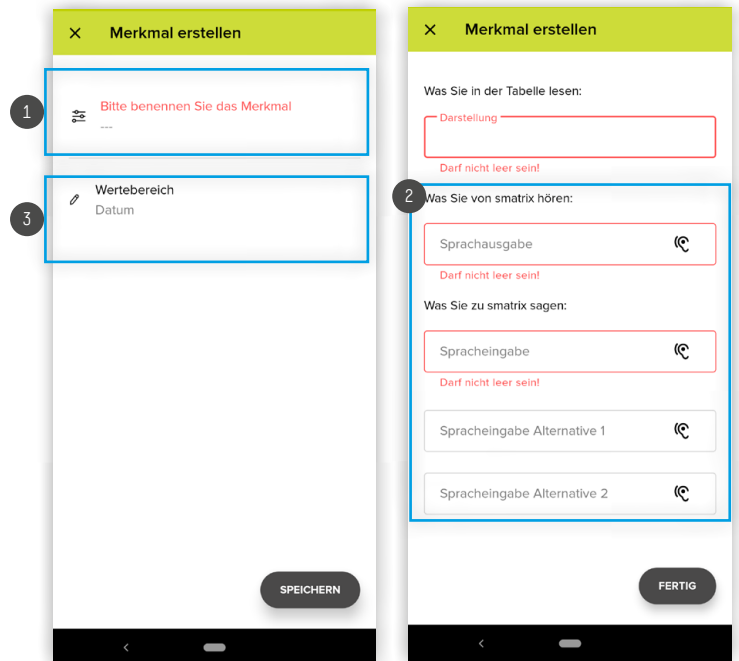 Merkmal erstellen
1
Bitte benennen Sie das Merkmal
---
3
Wertebereich
Datum
SPEICHERN
Merkmal erstellen
Was Sie in der Tabelle lesen:
Darstellung
Darf nicht leer sein!
2
Was Sie von smatrix hören:
Sprachausgabe
Darf nicht leer sein!
Was Sie zu smatrix sagen:
Spracheingabe
Darf nicht leer sein!
Spracheingabe Alternative 1
Spracheingabe Alternative 2
FERTIG